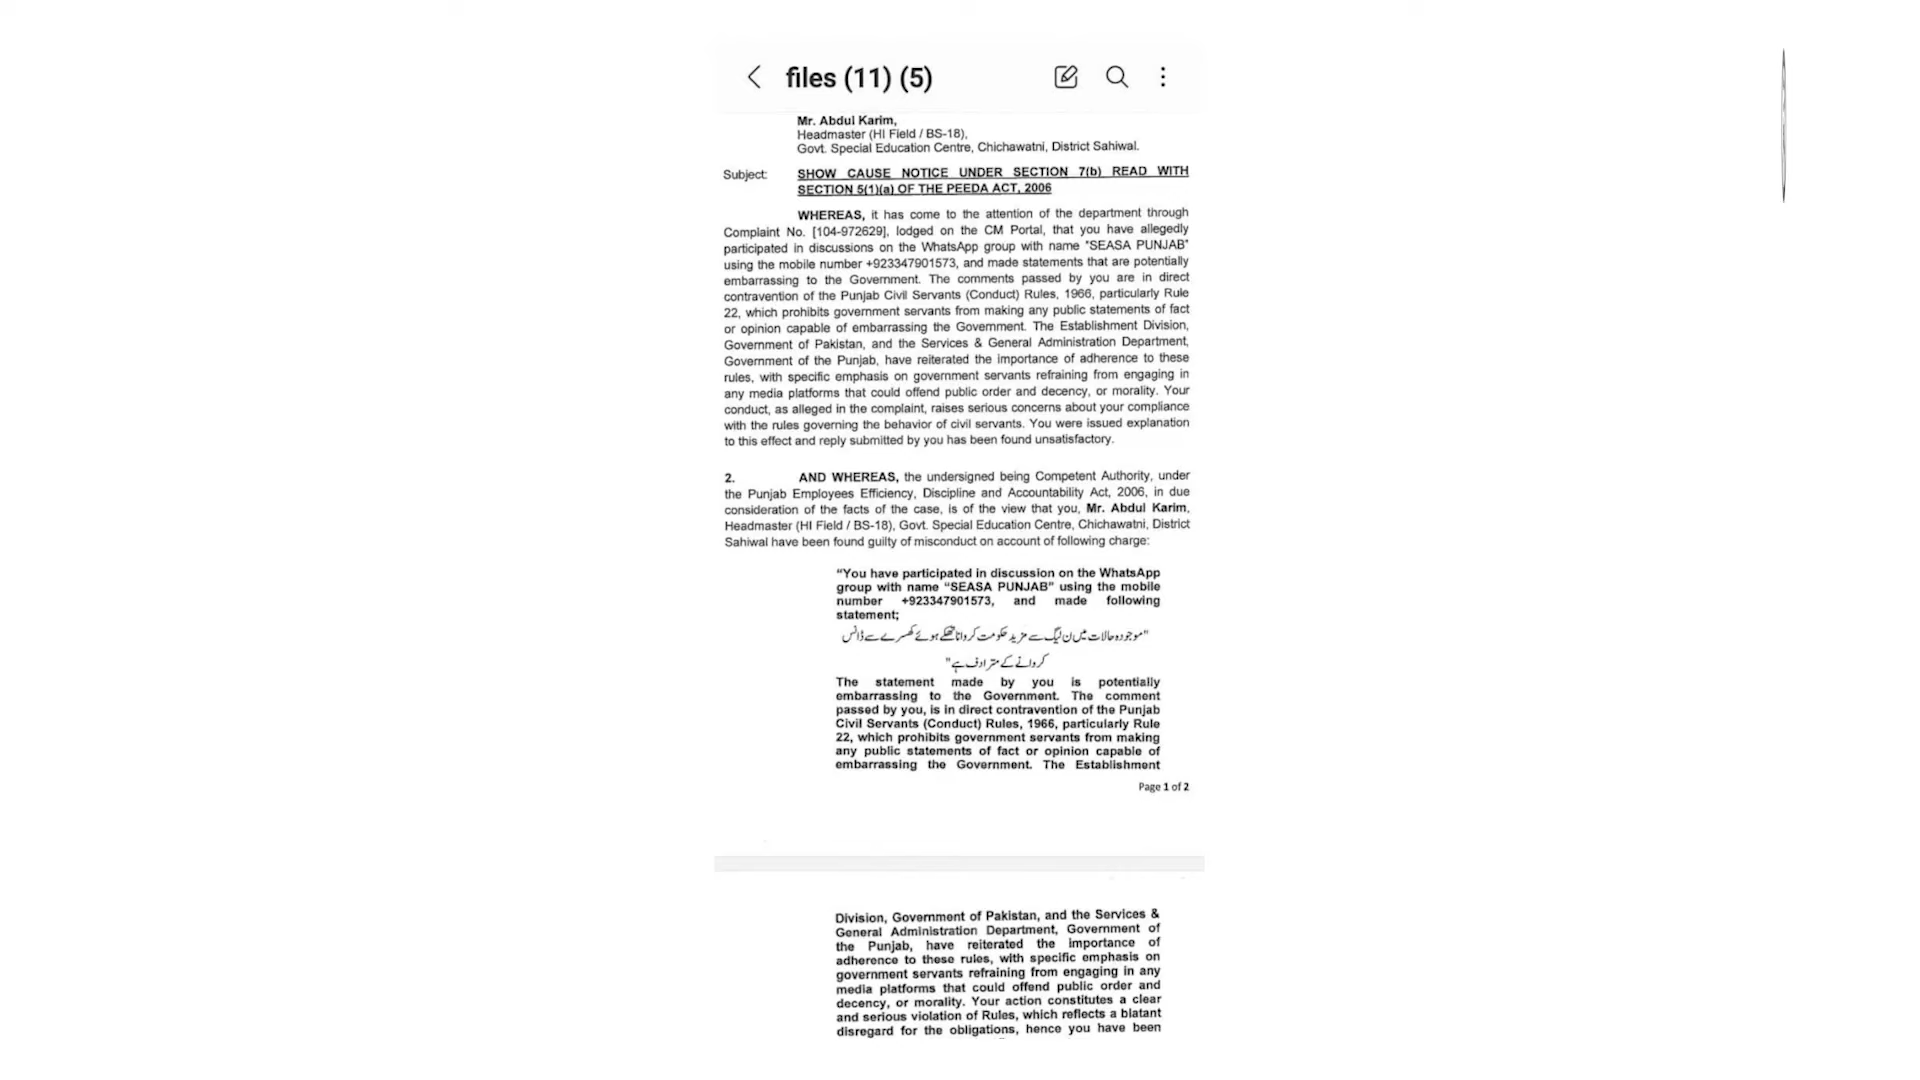 files (11) (5)
Mr. Abdul Karim,
Headmaster (HI Field / BS-18),
Govt. Special Education Centre, Chichawatni, District Sahiwal.
Subject: SHOW CAUSE NOTICE UNDER SECTION 7(b) READ WITH
SECTION 5(1)(a) OF THE PEEDA ACT, 2006
WHEREAS, it has come to the attention of the department through
Complaint No. [104-972629], lodged on the CM Portal, that you have allegedly
participated in discussions on the WhatsApp group with name "SEASA PUNJAB"
using the mobile number +923347901573, and made statements that are potentially
embarrassing to the Government. The comments passed by you are in direct
contravention of the Punjab Civil Servants (Conduct) Rules, 1966, particularly Rule
22, which prohibits government servants from making any public statements of fact
or opinion capable of embarrassing the Government. The Establishment Division,
Government of Pakistan, and the Services & General Administration Department,
Government of the Punjab, have reiterated the importance of adherence to these
rules, with specific emphasis on government servants refraining from engaging in
any media platforms that could offend public order and decency, or morality. Your
conduct, as alleged in the complaint, raises serious concerns about your compliance
with the rules governing the behavior of civil servants. You were issued explanation
to this effect and reply submitted by you has been found unsatisfactory.
2. AND WHEREAS, the undersigned being Competent Authority, under
the Punjab Employees Efficiency, Discipline and Accountability Act, 2006, in due
consideration of the facts of the case, is of the view that you, Mr. Abdul Karim,
Headmaster (HI Field / BS-18), Govt. Special Education Centre, Chichawatni, District
Sahiwal have been found guilty of misconduct on account of following charge:
"You have participated in discussion on the WhatsApp
group with name "SEASA PUNJAB" using the mobile
number +923347901573, and made following
statement;
"موجودہ حالات میں ن لیگ سے مزید حکومت کروانا تھکے ہوئے کھسرے سے ڈانس
کروانے کے مترادف ہے"
The statement made by you is potentially
embarrassing to the Government. The comment
passed by you, is in direct contravention of the Punjab
Civil Servants (Conduct) Rules, 1966, particularly Rule
22, which prohibits government servants from making
any public statements of fact or opinion capable of
embarrassing the Government. The Establishment
Page 1 of 2
Division, Government of Pakistan, and the Services &
General Administration Department, Government of
the Punjab, have reiterated the importance of
adherence to these rules, with specific emphasis on
government servants refraining from engaging in any
media platforms that could offend public order and
decency, or morality. Your action constitutes a clear
and serious violation of Rules, which reflects a blatant
disregard for the obligations, hence you have been